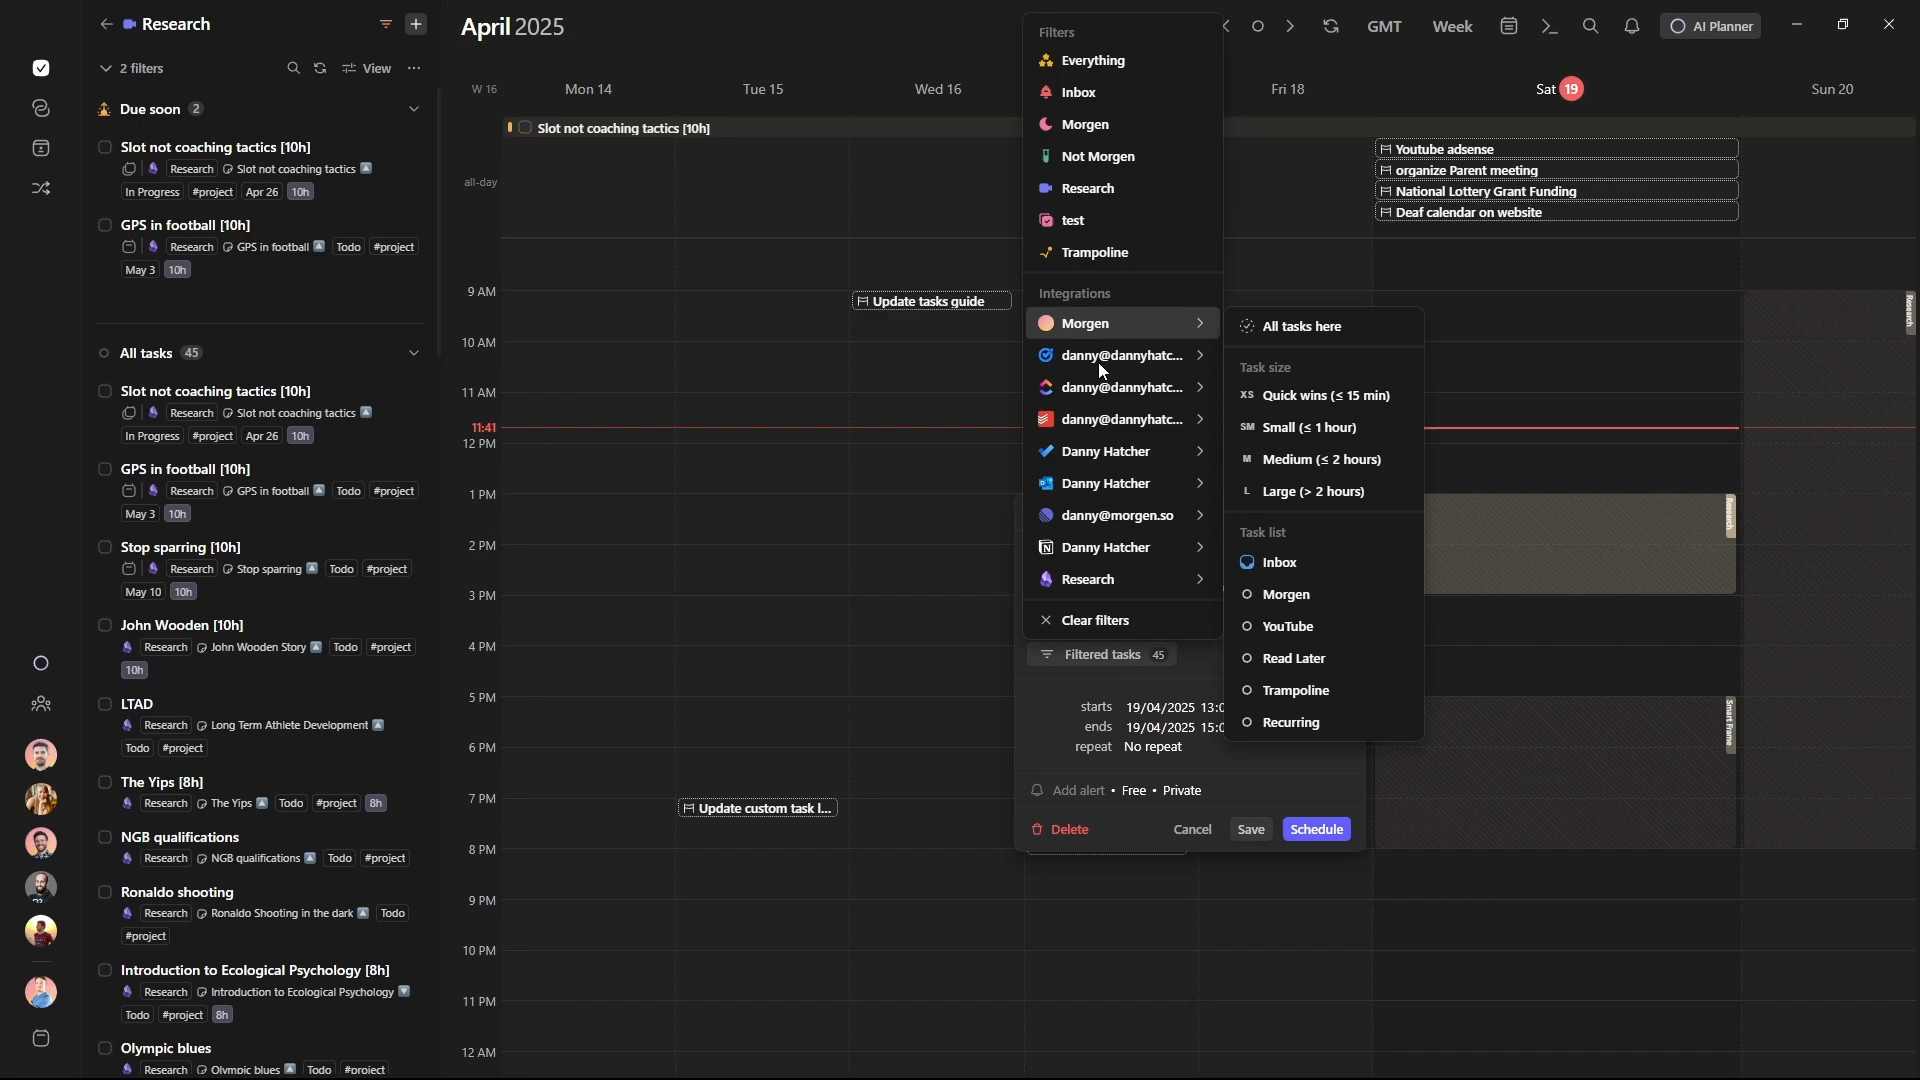 Research
2 filters
View
Due soon 2
Slot not coaching tactics [10h]
Research Slot not coaching tactics
In Progress #project Apr 26 10h
GPS in football [10h]
Research GPS in football Todo #project
May 3 10h
All tasks 45
Slot not coaching tactics [10h]
Research Slot not coaching tactics
In Progress #project Apr 26 10h
GPS in football [10h]
Research GPS in football Todo #project
May 3 10h
Stop sparring [10h]
Research Stop sparring Todo #project
May 10 10h
John Wooden [10h]
Research John Wooden Story Todo #project
10h
LTAD
Research Long Term Athlete Development
Todo #project
The Yips [8h]
Research The Yips Todo #project 8h
NGB qualifications
Research NGB qualifications Todo #project
Ronaldo shooting
Research Ronaldo Shooting in the dark Todo
#project
Introduction to Ecological Psychology [8h]
Research Introduction to Ecological Psychology
Todo #project 8h
Olympic blues
Research Olympic blues Todo #project
April 2025
GMT
Week
AI Planner
W 16
Mon 14
Tue 15
Wed 16
Fri 18
Sat 19
Sun 20
Slot not coaching tactics [10h]
all-day
Youtube adsense
organize Parent meeting
National Lottery Grant Funding
Deaf calendar on website
9 AM
10 AM
11 AM
11:41
12 PM
1 PM
2 PM
3 PM
4 PM
5 PM
6 PM
7 PM
8 PM
9 PM
10 PM
11 PM
12 AM
Update tasks guide
Update custom task l...
Research
Research
Smart Frame
Filters
Everything
Inbox
Morgen
Not Morgen
Research
test
Trampoline
Integrations
Morgen
danny@dannyhatc...
danny@dannyhatc...
danny@dannyhatc...
Danny Hatcher
Danny Hatcher
danny@morgen.so
Danny Hatcher
Research
Clear filters
All tasks here
Task size
XS Quick wins (≤ 15 min)
SM Small (≤ 1 hour)
M Medium (≤ 2 hours)
L Large (> 2 hours)
Task list
Inbox
Morgen
YouTube
Read Later
Trampoline
Recurring
Filtered tasks 45
starts 19/04/2025 13:0
ends 19/04/2025 15:0
repeat No repeat
Add alert • Free • Private
Delete
Cancel
Save
Schedule